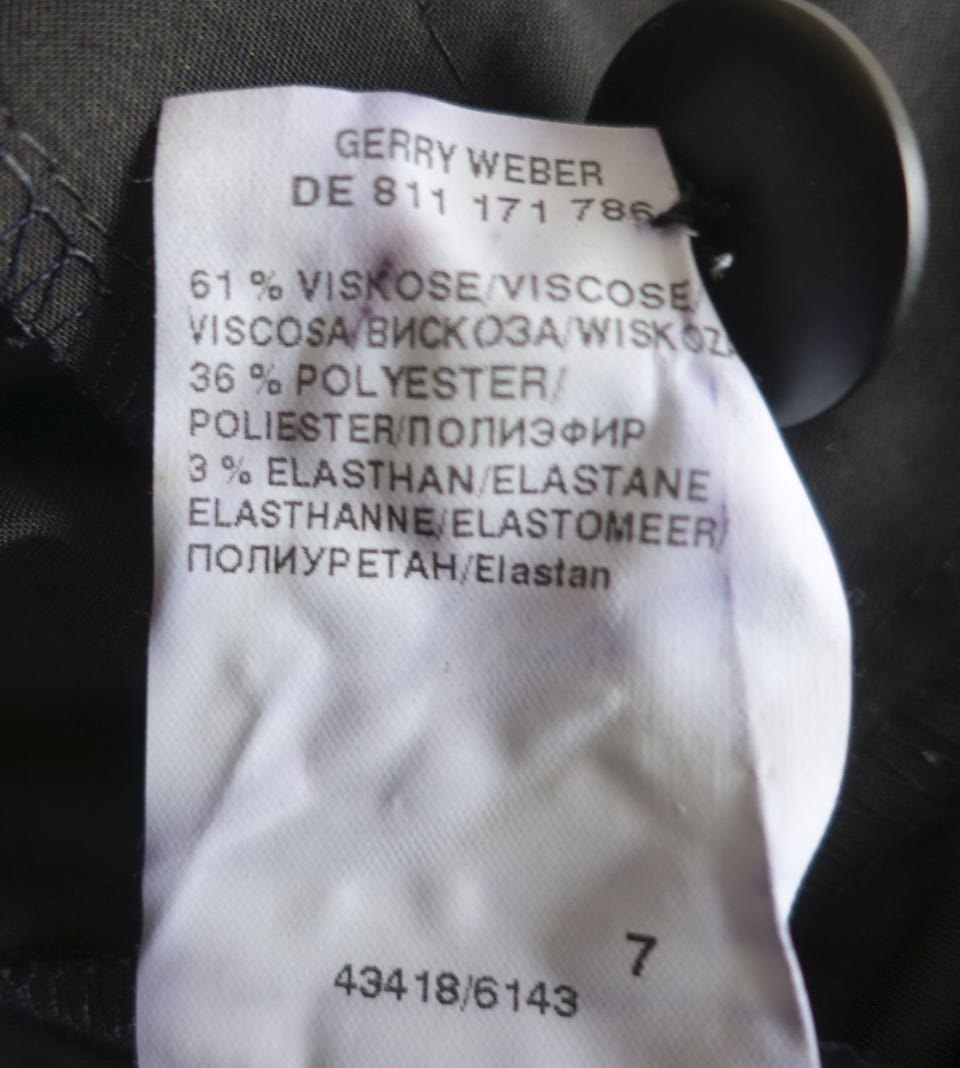 GERRY WEBER
DE 811 171 786
61 % VISKOSE/VISCOSE/
VISCOSA/ВИСКОЗА/WISKOZA
36 % POLYESTER/
POLIESTER/ПОЛИЭФИР
3 % ELASTHAN/ELASTANE
ELASTHANNE/ELASTOMEER/
ПОЛИУРЕТАН/Elastan
7
43418/6143